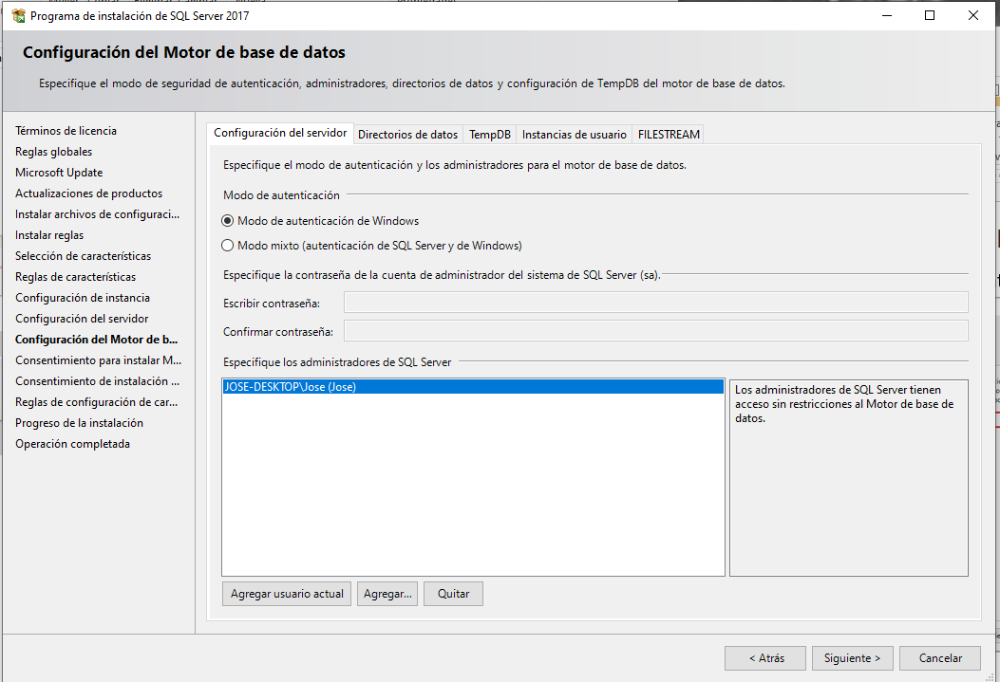 Programa de instalación de SQL Server 2017
Configuración del Motor de base de datos
Especifique el modo de seguridad de autenticación, administradores, directorios de datos y configuración de TempDB del motor de base de datos.
Términos de licencia
Reglas globales
Microsoft Update
Actualizaciones de productos
Instalar archivos de configuraci...
Instalar reglas
Selección de características
Reglas de características
Configuración de instancia
Configuración del servidor
Configuración del Motor de b...
Consentimiento para instalar M...
Consentimiento de instalación ...
Reglas de configuración de car...
Progreso de la instalación
Operación completada
Configuración del servidor Directorios de datos TempDB Instancias de usuario FILESTREAM
Especifique el modo de autenticación y los administradores para el motor de base de datos.
Modo de autenticación
Modo de autenticación de Windows
Modo mixto (autenticación de SQL Server y de Windows)
Especifique la contraseña de la cuenta de administrador del sistema de SQL Server (sa).
Escribir contraseña:
Confirmar contraseña:
Especifique los administradores de SQL Server
JOSE-DESKTOP\Jose (Jose)
Los administradores de SQL Server tienen
acceso sin restricciones al Motor de base de
datos.
Agregar usuario actual Agregar... Quitar
< Atrás Siguiente > Cancelar